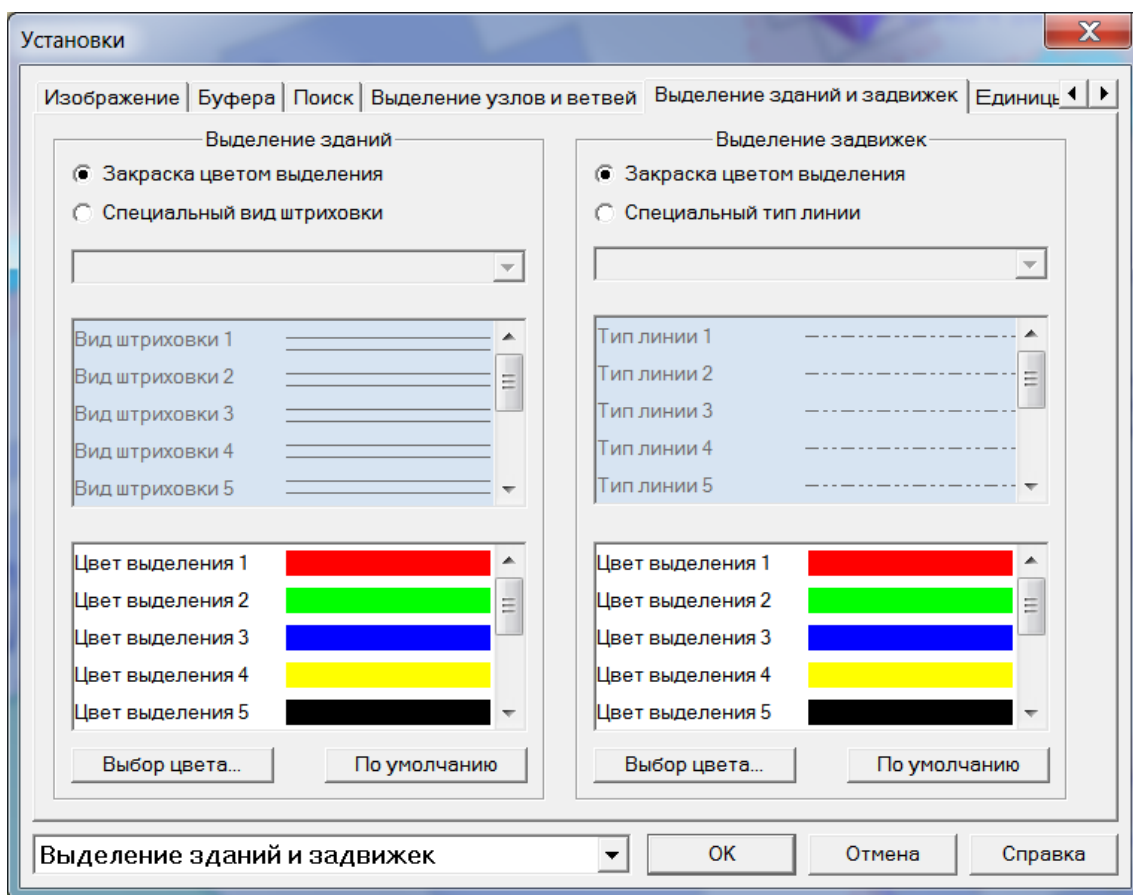 Установки
Изображение Буфера Поиск Выделение узлов и ветвей Выделение зданий и задвижек Единицы
Выделение зданий
Закраска цветом выделения
Специальный вид штриховки
Вид штриховки 1
Вид штриховки 2
Вид штриховки 3
Вид штриховки 4
Вид штриховки 5
Цвет выделения 1
Цвет выделения 2
Цвет выделения 3
Цвет выделения 4
Цвет выделения 5
Выбор цвета... По умолчанию
Выделение задвижек
Закраска цветом выделения
Специальный тип линии
Тип линии 1
Тип линии 2
Тип линии 3
Тип линии 4
Тип линии 5
Цвет выделения 1
Цвет выделения 2
Цвет выделения 3
Цвет выделения 4
Цвет выделения 5
Выбор цвета... По умолчанию
Выделение зданий и задвижек OK Отмена Справка